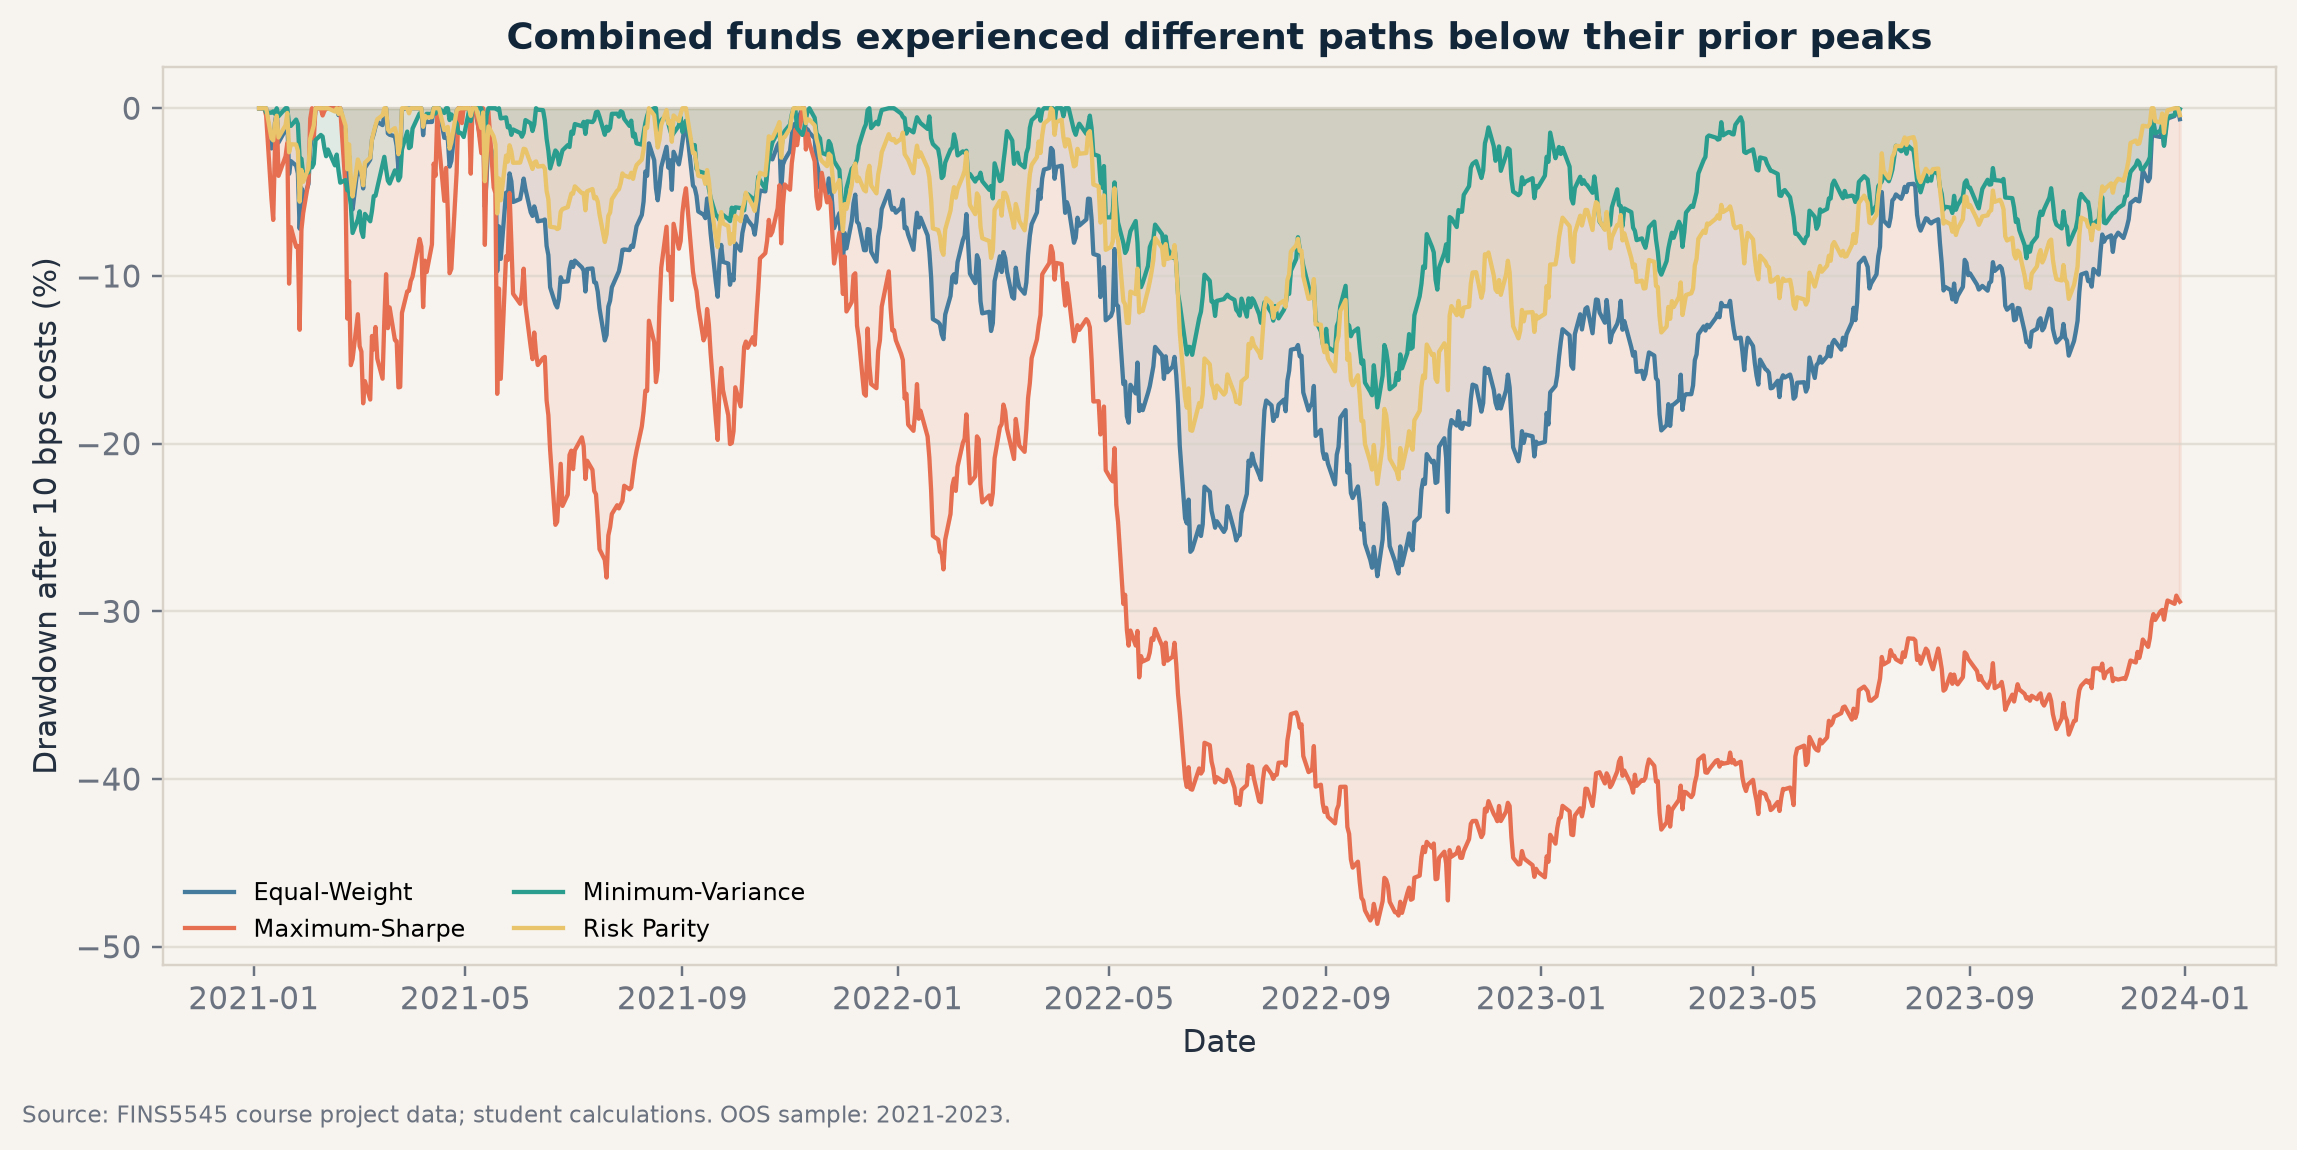 Combined funds experienced different paths below their prior peaks
Drawdown after 10 bps costs (%)
0
−10
−20
−30
−40
−50
Equal-Weight
Maximum-Sharpe
Minimum-Variance
Risk Parity
2021-01 2021-05 2021-09 2022-01 2022-05 2022-09 2023-01 2023-05 2023-09 2024-01
Date
Source: FINS5545 course project data; student calculations. OOS sample: 2021-2023.